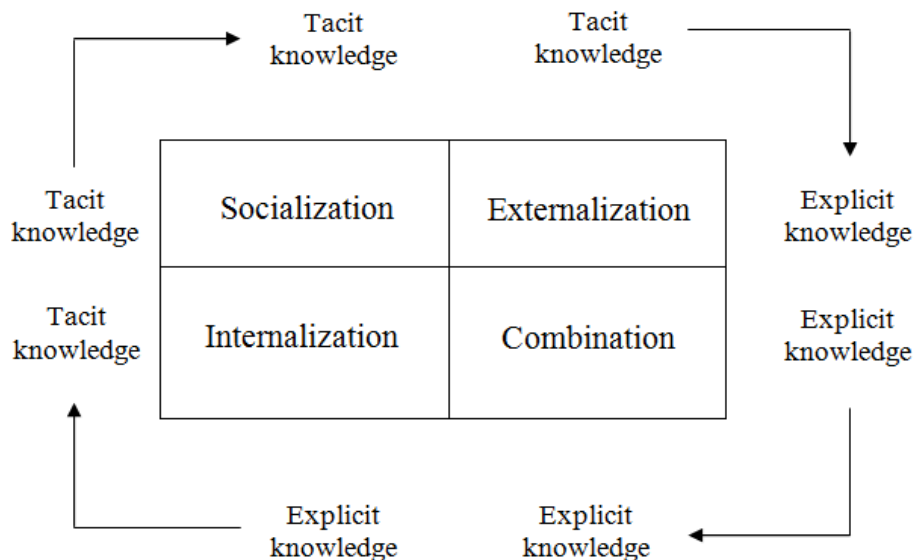 Tacit
knowledge
Tacit
knowledge
Tacit
knowledge
Socialization
Externalization
Explicit
knowledge
Tacit
knowledge
Internalization
Combination
Explicit
knowledge
Explicit
knowledge
Explicit
knowledge